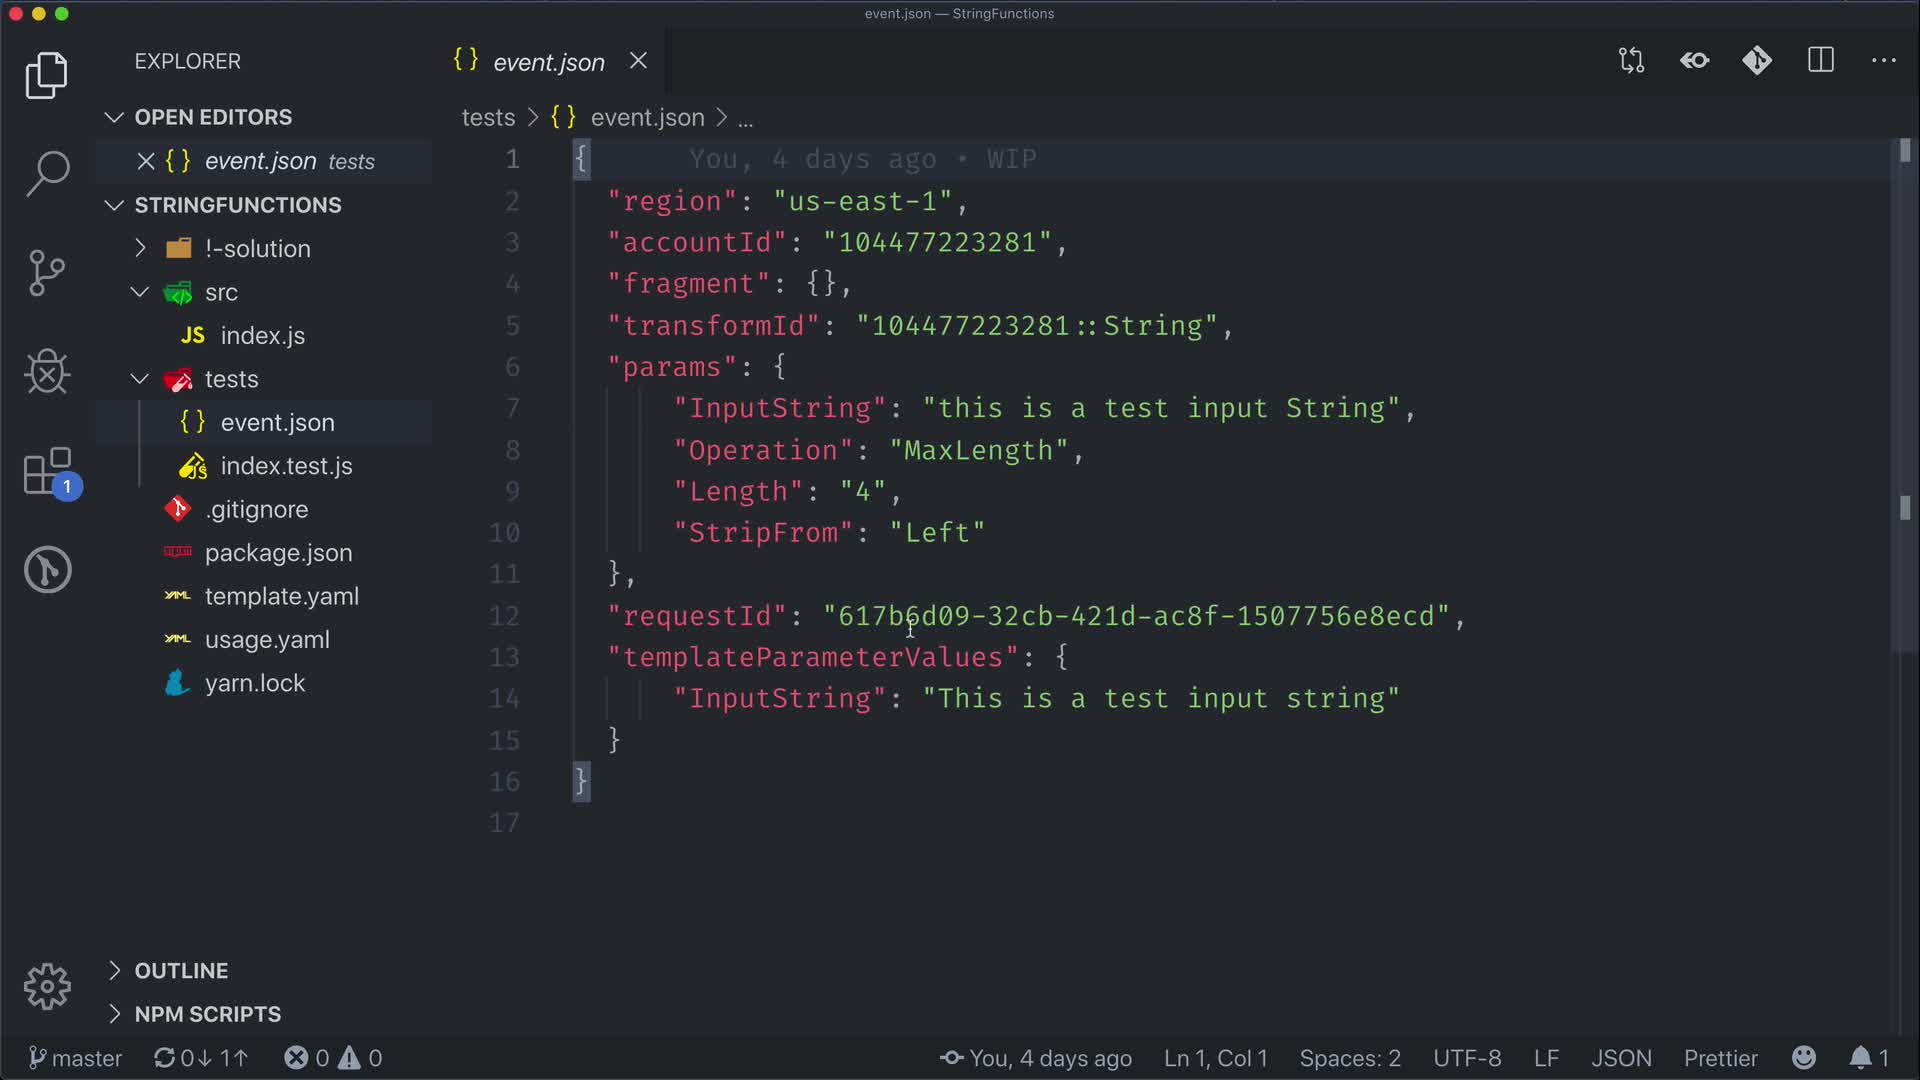 event.json — StringFunctions
EXPLORER
OPEN EDITORS
{ } event.json tests
STRINGFUNCTIONS
!-solution
src
JS index.js
tests
{ } event.json
index.test.js
.gitignore
package.json
YAML template.yaml
YAML usage.yaml
yarn.lock
OUTLINE
NPM SCRIPTS
1
{ } event.json
tests > { } event.json > ...
1 { You, 4 days ago • WIP
2 "region": "us-east-1",
3 "accountId": "104477223281",
4 "fragment": {},
5 "transformId": "104477223281::String",
6 "params": {
7 "InputString": "this is a test input String",
8 "Operation": "MaxLength",
9 "Length": "4",
10 "StripFrom": "Left"
11 },
12 "requestId": "617b6d09-32cb-421d-ac8f-1507756e8ecd",
13 "templateParameterValues": {
14 "InputString": "This is a test input string"
15 }
16 }
17
master 0↓ 1↑ 0 0 You, 4 days ago Ln 1, Col 1 Spaces: 2 UTF-8 LF JSON Prettier 1